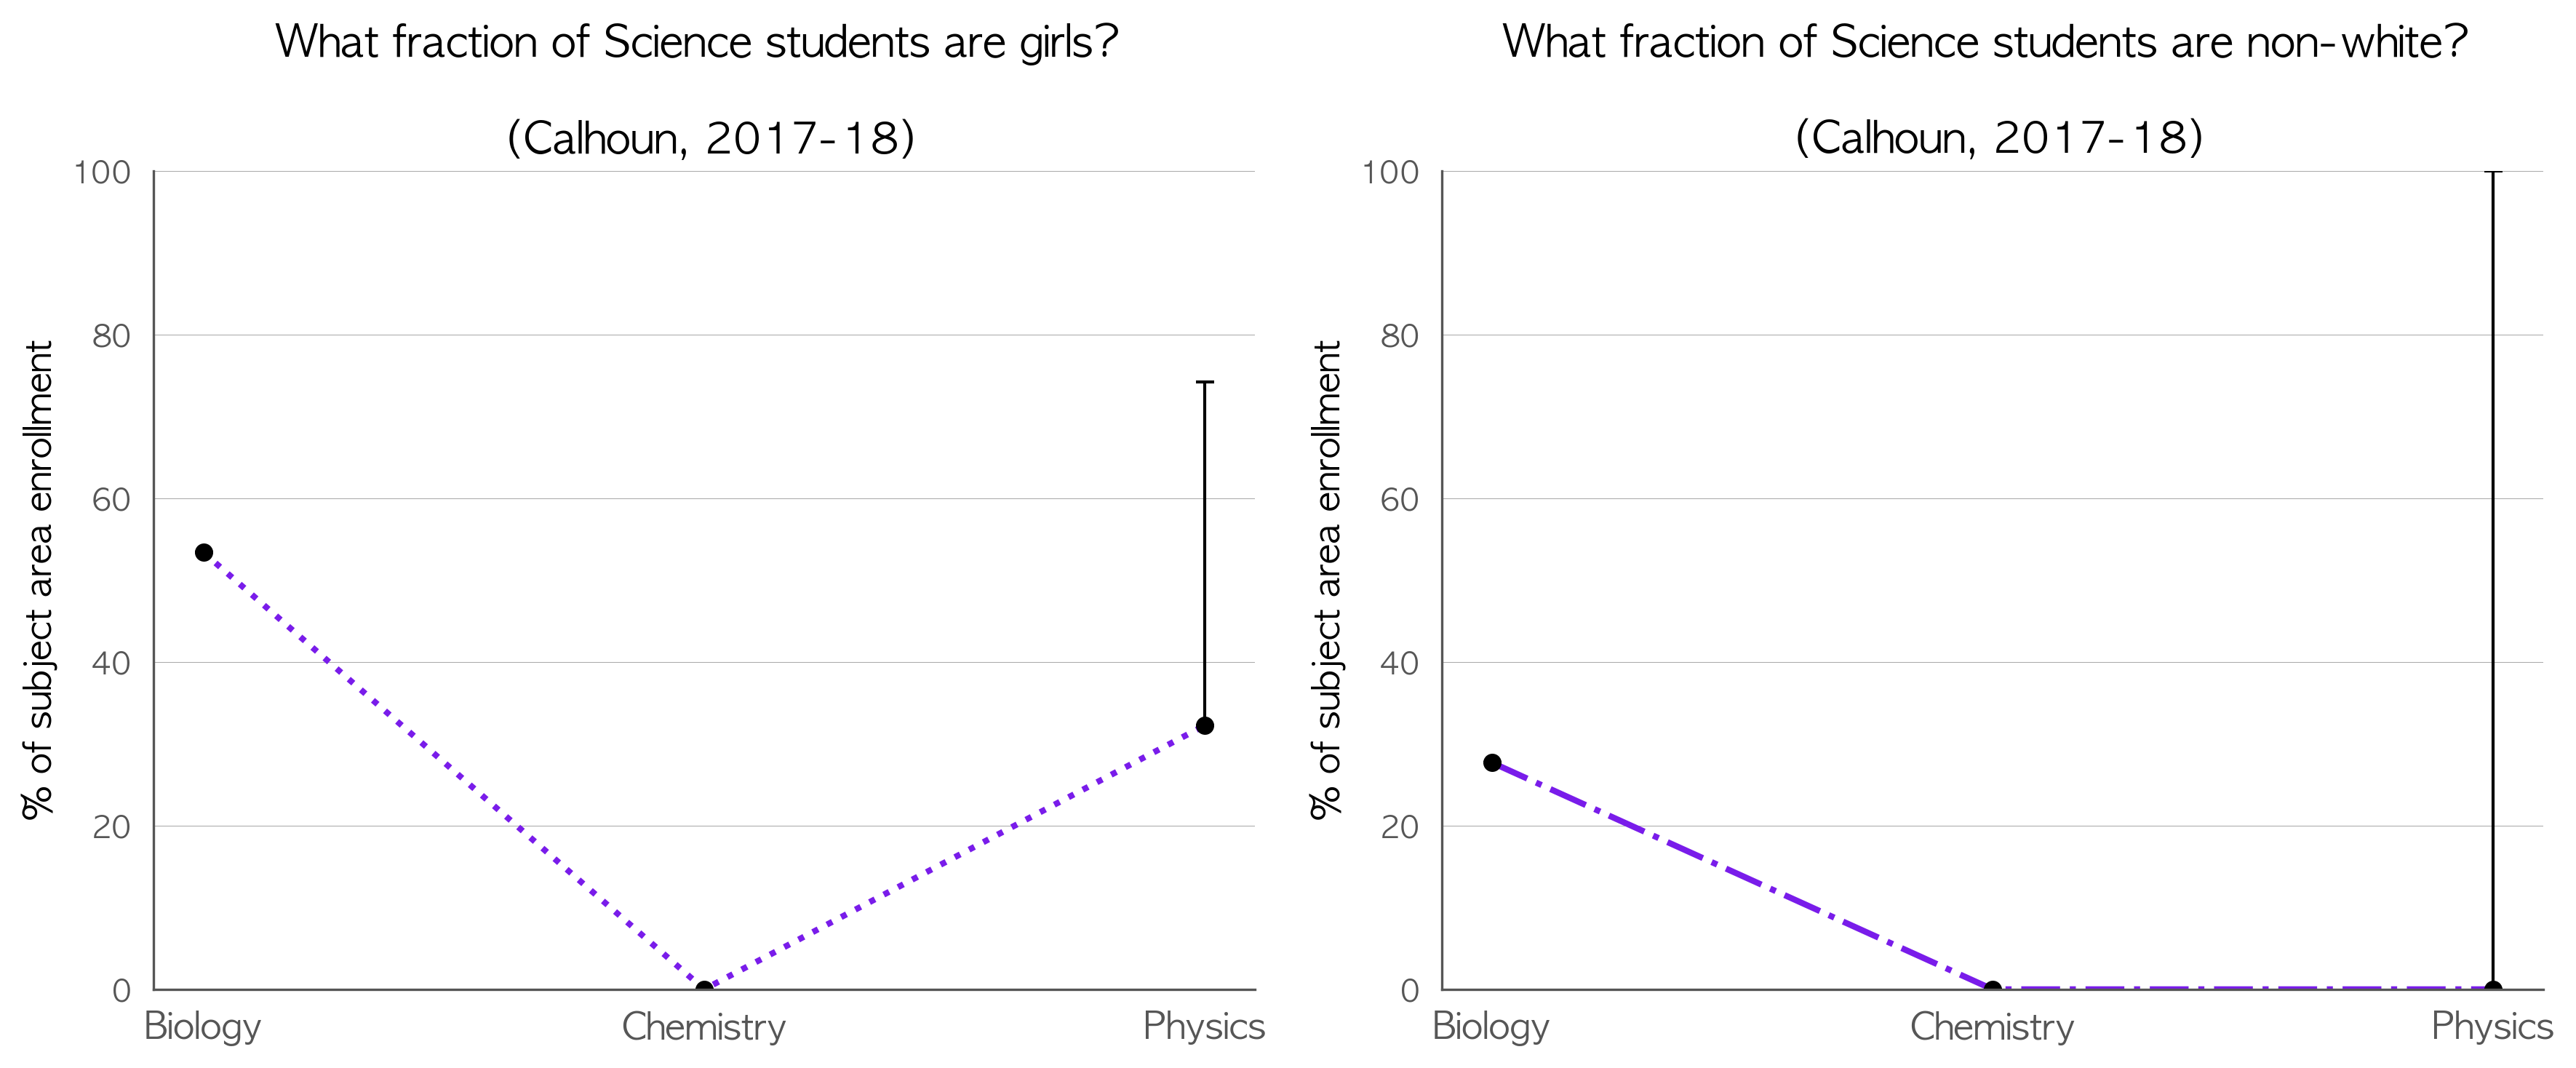 What fraction of Science students are girls?
(Calhoun, 2017-18)
100
80
60
40
20
0
% of subject area enrollment
Biology
Chemistry
Physics
What fraction of Science students are non-white?
(Calhoun, 2017-18)
100
80
60
40
20
0
% of subject area enrollment
Biology
Chemistry
Physics